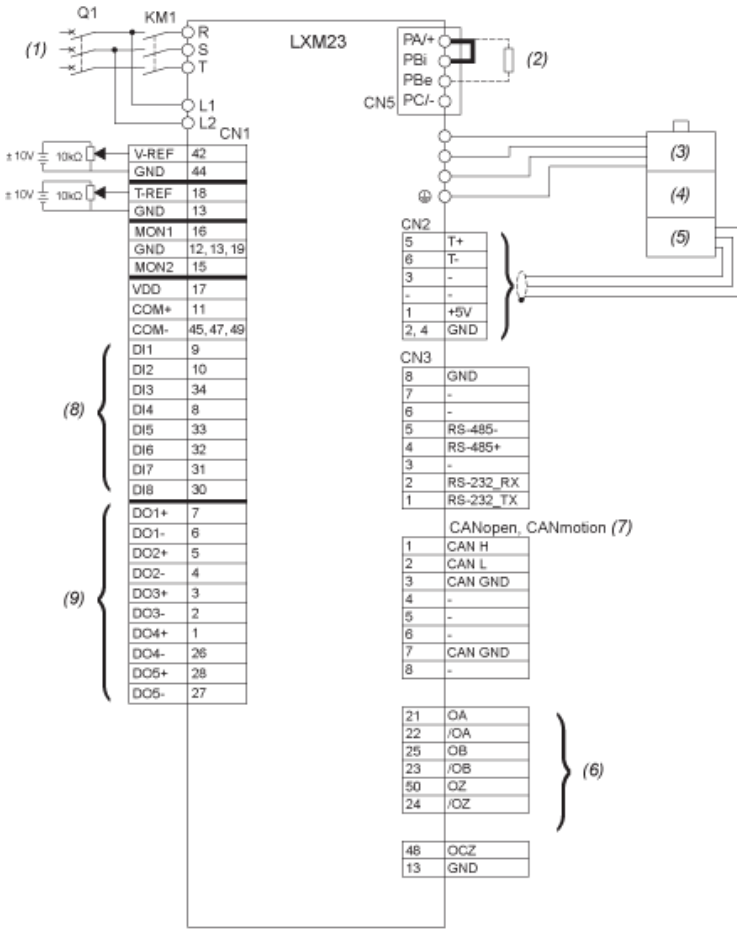 Q1
KM1
(1)
R
S
T
L1
L2
LXM23
PA/+
PBi
PBe
CN5 PC/-
(2)
CN1
± 10V 10kΩ V-REF 42
GND 44
± 10V 10kΩ T-REF 18
GND 13
MON1 16
GND 12, 13, 19
MON2 15
VDD 17
COM+ 11
COM- 45, 47, 49
(8)
DI1 9
DI2 10
DI3 34
DI4 8
DI5 33
DI6 32
DI7 31
DI8 30
(9)
DO1+ 7
DO1- 6
DO2+ 5
DO2- 4
DO3+ 3
DO3- 2
DO4+ 1
DO4- 26
DO5+ 28
DO5- 27
(3)
(4)
(5)
CN2
5 T+
6 T-
3 -
- -
1 +5V
2, 4 GND
CN3
8 GND
7 -
6 -
5 RS-485-
4 RS-485+
3 -
2 RS-232_RX
1 RS-232_TX
CANopen, CANmotion (7)
1 CAN H
2 CAN L
3 CAN GND
4 -
5 -
6 -
7 CAN GND
8 -
21 OA
22 /OA
25 OB
23 /OB
50 OZ
24 /OZ
(6)
48 OCZ
13 GND